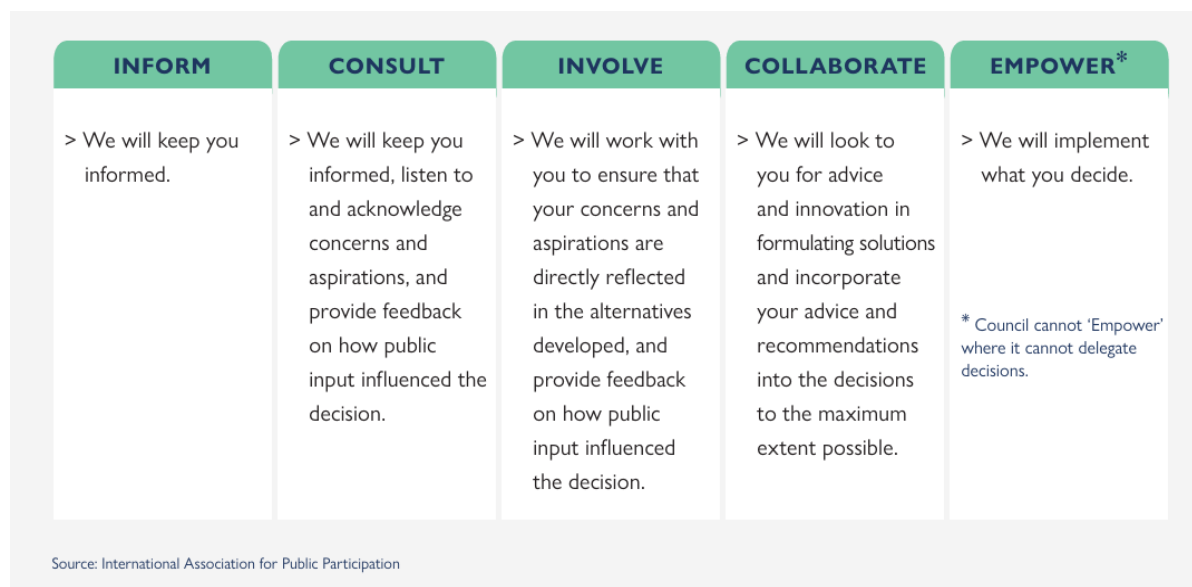 INFORM
> We will keep you
informed.
CONSULT
> We will keep you
informed, listen to
and acknowledge
concerns and
aspirations, and
provide feedback
on how public
input influenced the
decision.
INVOLVE
> We will work with
you to ensure that
your concerns and
aspirations are
directly reflected
in the alternatives
developed, and
provide feedback
on how public
input influenced
the decision.
COLLABORATE
> We will look to
you for advice
and innovation in
formulating solutions
and incorporate
your advice and
recommendations
into the decisions
to the maximum
extent possible.
EMPOWER*
> We will implement
what you decide.
* Council cannot ‘Empower’
where it cannot delegate
decisions.
Source: International Association for Public Participation